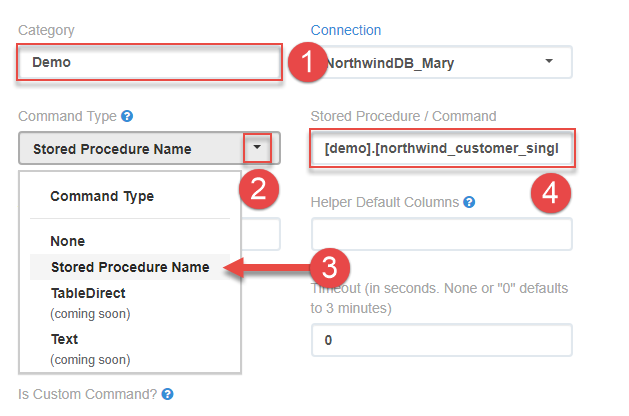 Category
Connection
Demo
1
NorthwindDB_Mary
Command Type ?
Stored Procedure / Command
Stored Procedure Name
[demo].[northwind_customer_singl
2
4
Command Type
Helper Default Columns ?
None
Stored Procedure Name
3
TableDirect
(coming soon)
Timeout (in seconds. None or "0" defaults
to 3 minutes)
Text
(coming soon)
0
Is Custom Command? ?